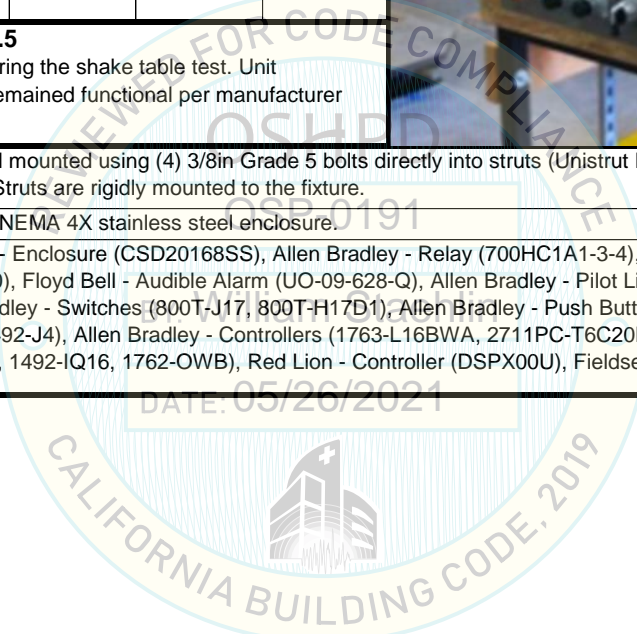 .5
ring the shake table test. Unit
emained functional per manufacturer
mounted using (4) 3/8in Grade 5 bolts directly into struts (Unistrut
Struts are rigidly mounted to the fixture.
NEMA 4X stainless steel enclosure.
- Enclosure (CSD20168SS), Allen Bradley - Relay (700HC1A1-3-4),
), Floyd Bell - Audible Alarm (UO-09-628-Q), Allen Bradley - Pilot Li
dley - Switches (800T-J17, 800T-H17D1), Allen Bradley - Push Butt
92-J4), Allen Bradley - Controllers (1763-L16BWA, 2711PC-T6C20
, 1492-IQ16, 1762-OWB), Red Lion - Controller (DSPX00U), Fieldse
REVIEWED FOR CODE COMPLIANCE
OSHPD
OSP-0191
BY: William Staehlin
DATE: 05/26/2021
CALIFORNIA BUILDING CODE, 2019